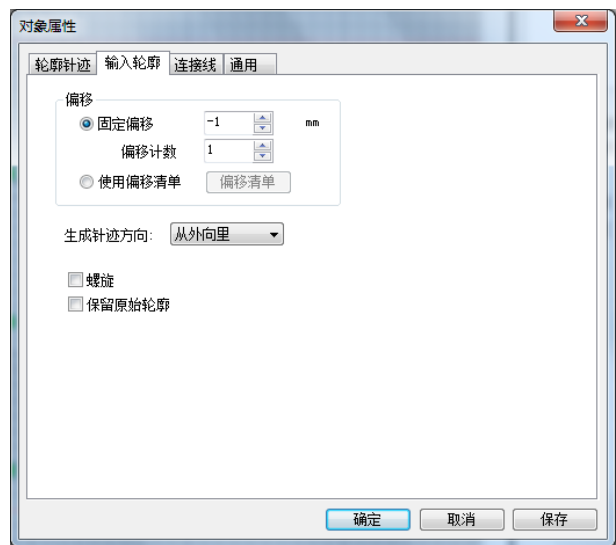 对象属性
轮廓针迹 输入轮廓 连接线 通用
偏移
固定偏移 -1 mm
偏移计数 1
使用偏移清单 偏移清单
生成针迹方向: 从外向里
螺旋
保留原始轮廓
确定 取消 保存